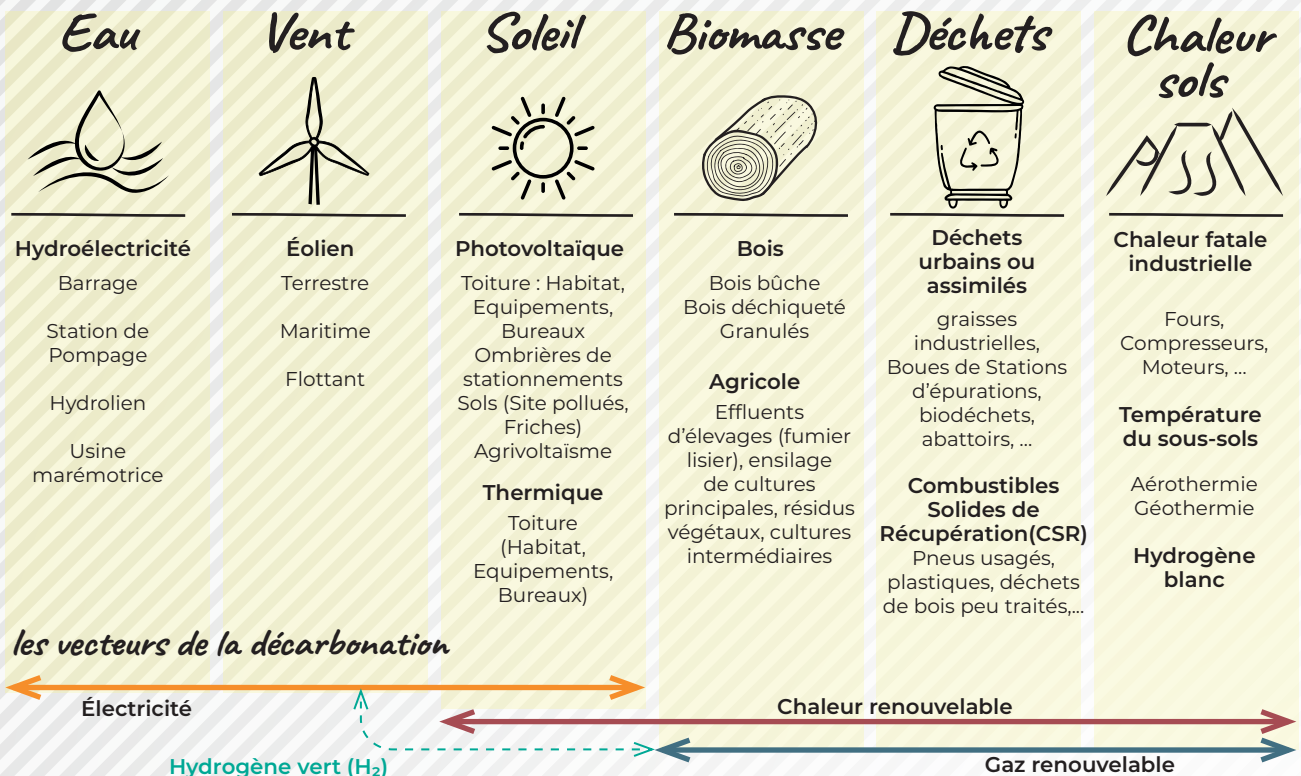 Eau
Hydroélectricité
Barrage
Station de
Pompage
Hydrolien
Usine
marémotrice
Vent
Éolien
Terrestre
Maritime
Flottant
Soleil
Photovoltaïque
Toiture : Habitat,
Equipements,
Bureaux
Ombrières de
stationnements
Sols (Site pollués,
Friches)
Agrivoltaïsme
Thermique
Toiture
(Habitat,
Equipements,
Bureaux)
Biomasse
Bois
Bois bûche
Bois déchiqueté
Granulés
Agricole
Effluents
d'élevages (fumier
lisier), ensilage
de cultures
principales, résidus
végétaux, cultures
intermédiaires
Déchets
Déchets
urbains ou
assimilés
graisses
industrielles,
Boues de Stations
d'épurations,
biodéchets,
abattoirs, ...
Combustibles
Solides de
Récupération(CSR)
Pneus usagés,
plastiques, déchets
de bois peu traités,...
Chaleur
sols
Chaleur fatale
industrielle
Fours,
Compresseurs,
Moteurs, ...
Température
du sous-sols
Aérothermie
Géothermie
Hydrogène
blanc
les vecteurs de la décarbonation
Électricité
Chaleur renouvelable
Hydrogène vert (H₂)
Gaz renouvelable